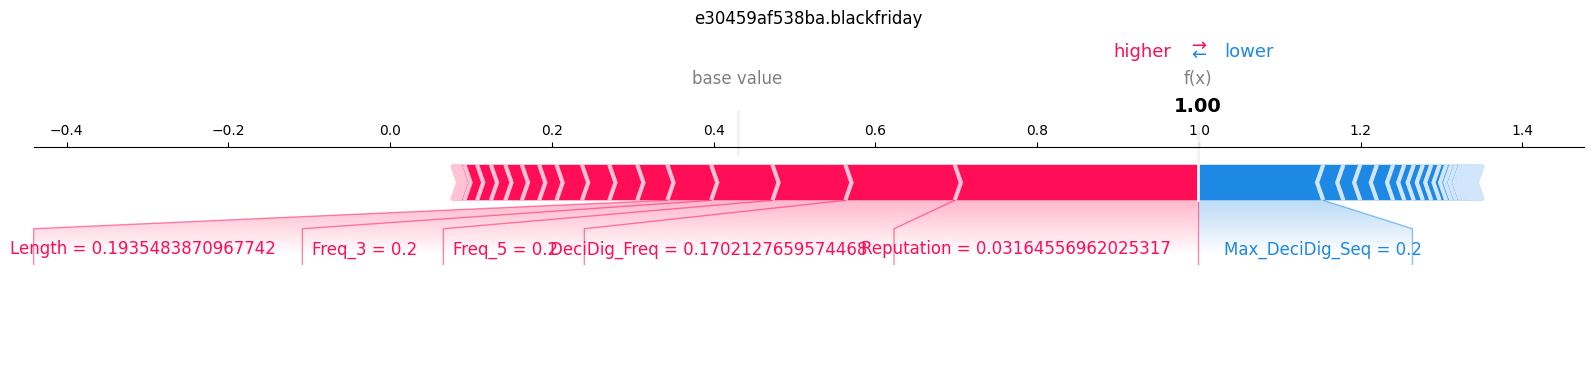 e30459af538ba.blackfriday
higher ⇄ lower
base value f(x)
1.00
−0.4 −0.2 0.0 0.2 0.4 0.6 0.8 1.0 1.2 1.4
Length = 0.1935483870967742 Freq_3 = 0.2 Freq_5 = 0.2 DeciDig_Freq = 0.1702127659574468 Reputation = 0.03164556962025317 Max_DeciDig_Seq = 0.2